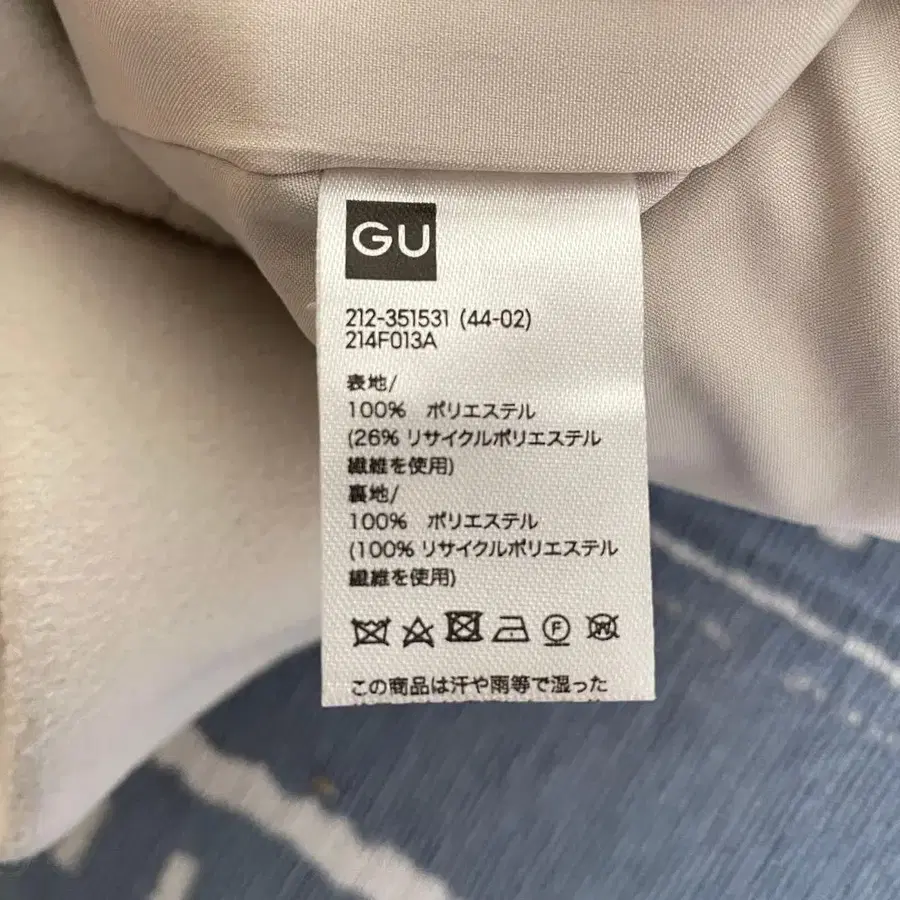 GU
212-351531 (44-02)
214F013A
表地/
100% ポリエステル
(26% リサイクルポリエステル
繊維を使用)
裏地/
100% ポリエステル
(100% リサイクルポリエステル
繊維を使用)
F
W
この商品は汗や雨等で湿った